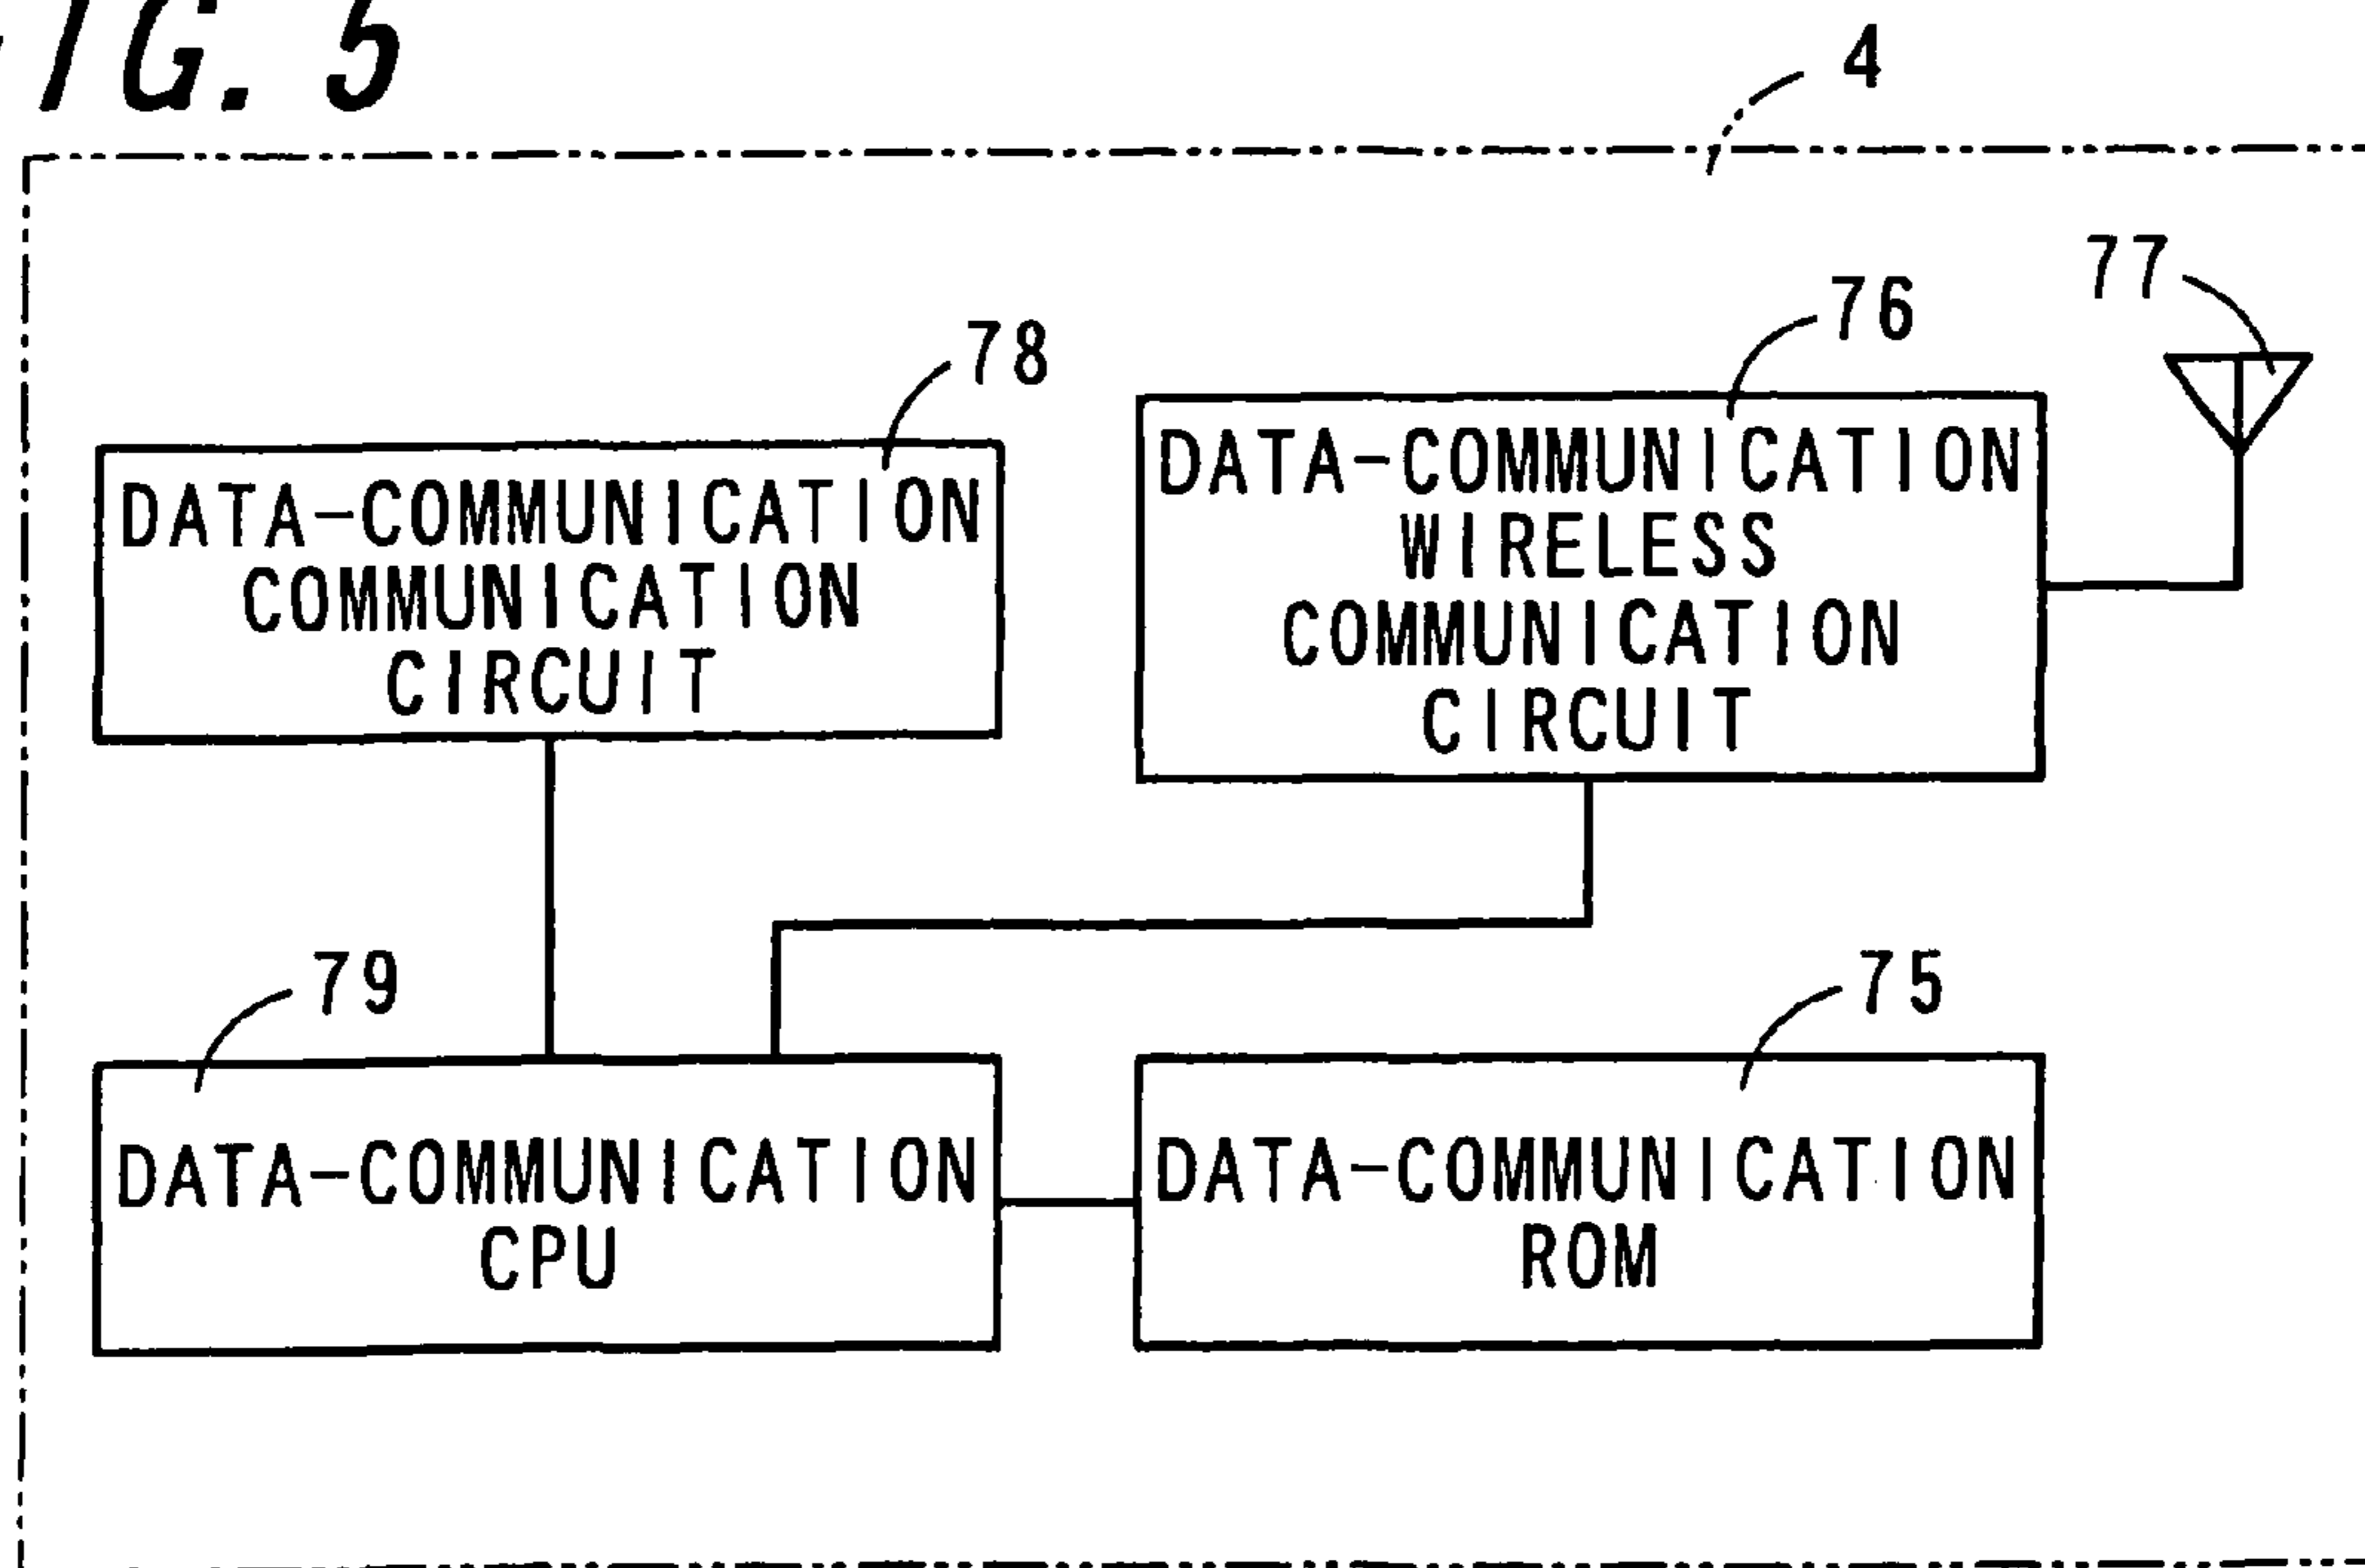 FIG. 5
4
77
76
78
DATA-COMMUNICATION
COMMUNICATION
CIRCUIT
DATA-COMMUNICATION
WIRELESS
COMMUNICATION
CIRCUIT
79
75
DATA-COMMUNICATION
CPU
DATA-COMMUNICATION
ROM